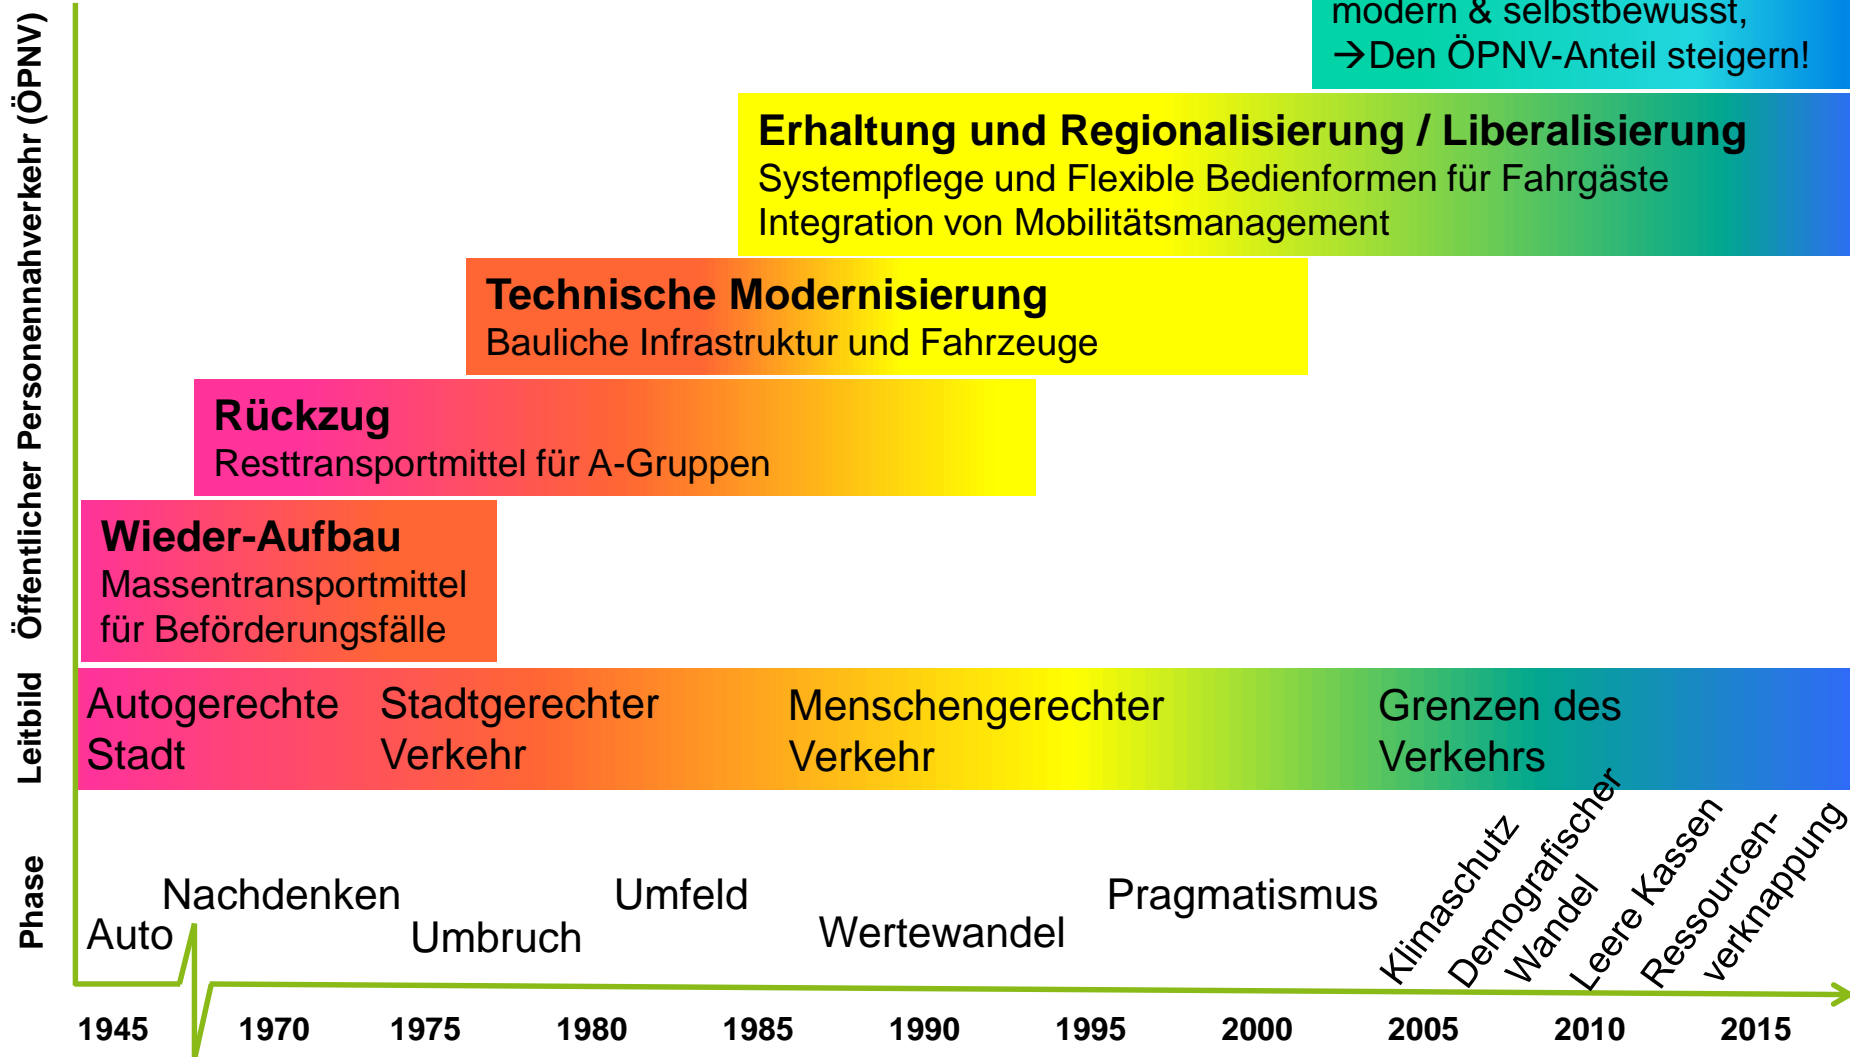 modern & selbstbewusst,
→Den ÖPNV-Anteil steigern!
Erhaltung und Regionalisierung / Liberalisierung
Systempflege und Flexible Bedienformen für Fahrgäste
Integration von Mobilitätsmanagement
Technische Modernisierung
Bauliche Infrastruktur und Fahrzeuge
Rückzug
Resttransportmittel für A-Gruppen
Wieder-Aufbau
Massentransportmittel
für Beförderungsfälle
Öffentlicher Personennahverkehr (ÖPNV)
Leitbild
Autogerechte
Stadt
Stadtgerechter
Verkehr
Menschengerechter
Verkehr
Grenzen des
Verkehrs
Phase
Auto
Nachdenken
Umbruch
Umfeld
Wertewandel
Pragmatismus
Klimaschutz
Demografischer
Wandel
Leere Kassen
Ressourcen-
verknappung
1945 1970 1975 1980 1985 1990 1995 2000 2005 2010 2015